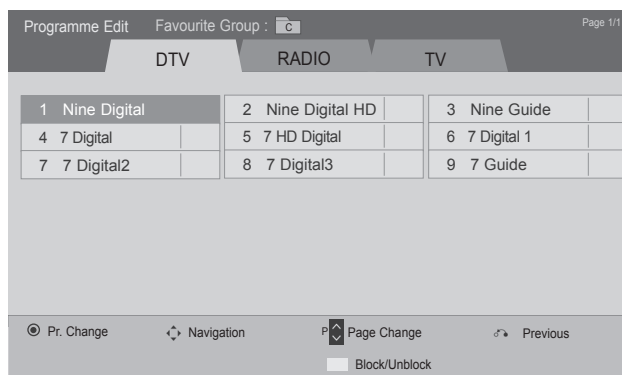 Programme Edit Favourite Group : C Page 1/1
DTV RADIO TV
1 Nine Digital 2 Nine Digital HD 3 Nine Guide
4 7 Digital 5 7 HD Digital 6 7 Digital 1
7 7 Digital2 8 7 Digital3 9 7 Guide
Pr. Change Navigation P Page Change Previous
Block/Unblock